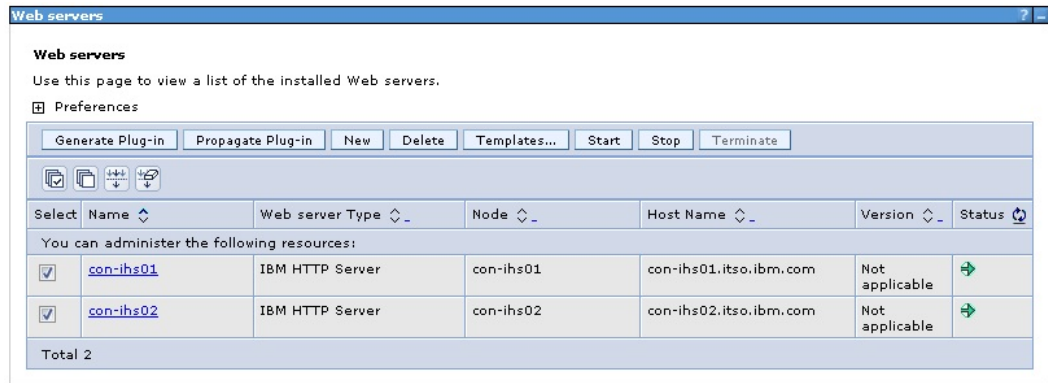 Web servers ? –
Web servers
Use this page to view a list of the installed Web servers.
+ Preferences
Generate Plug-in Propagate Plug-in New Delete Templates... Start Stop Terminate
Select Name Web server Type Node Host Name Version Status
You can administer the following resources:
con-ihs01 IBM HTTP Server con-ihs01 con-ihs01.itso.ibm.com Not applicable
con-ihs02 IBM HTTP Server con-ihs02 con-ihs02.itso.ibm.com Not applicable
Total 2